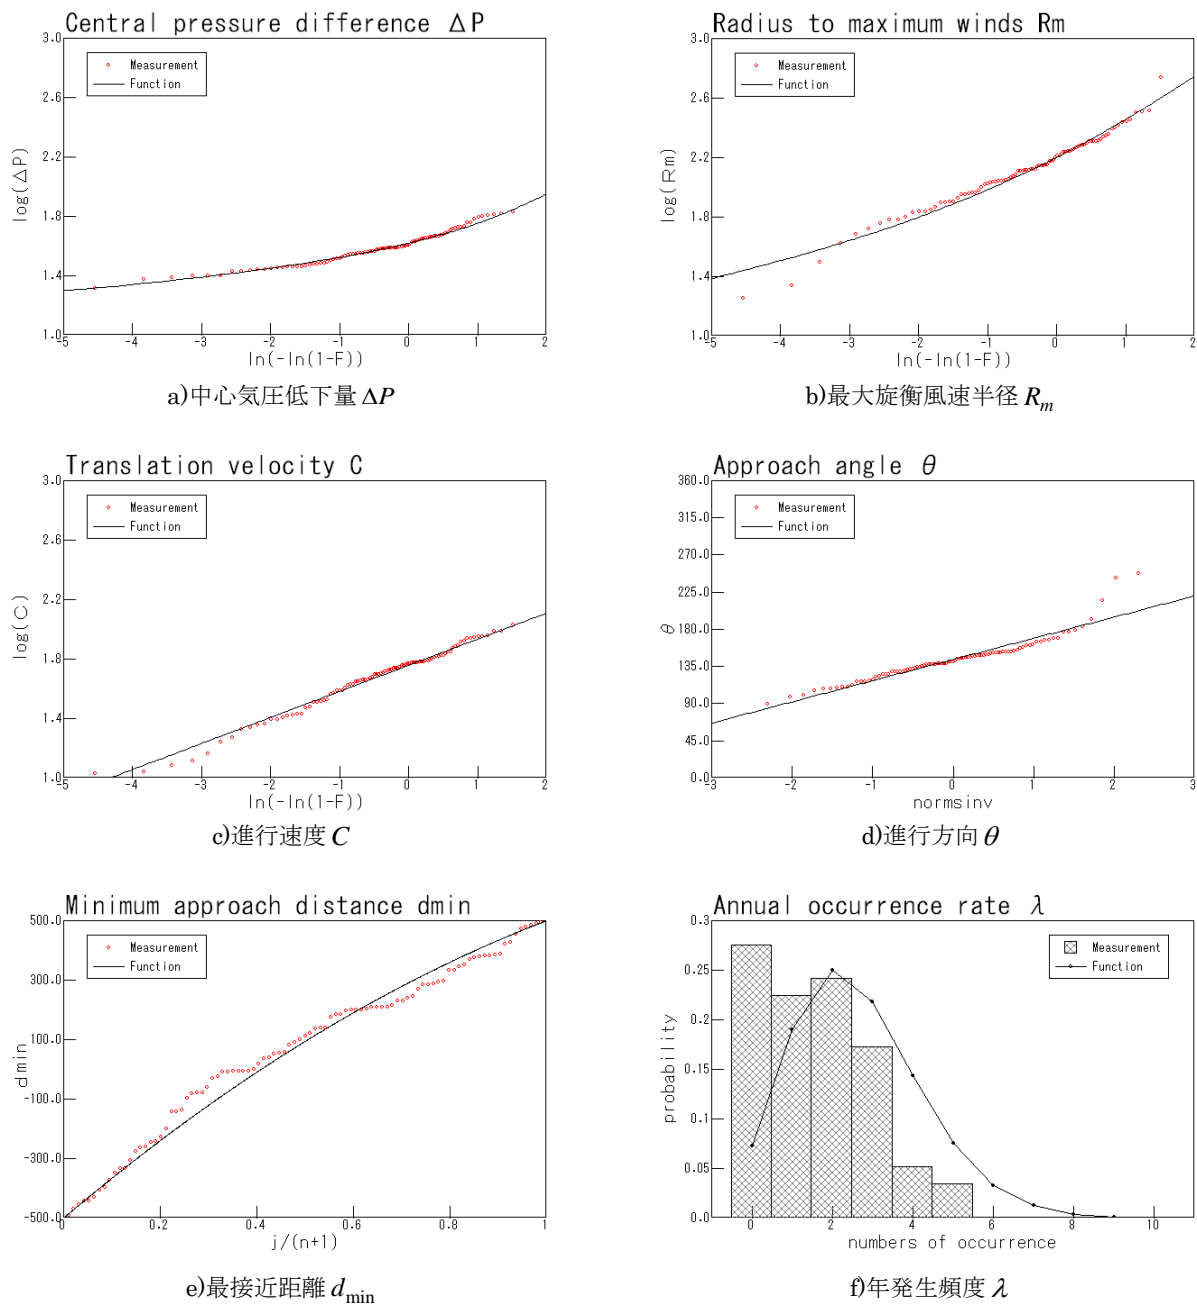 Central pressure difference ΔP
3.0
2.6
2.2
1.8
1.4
1.0
log(ΔP)
Measurement
Function
-5 -4 -3 -2 -1 0 1 2
ln(-ln(1-F))
a)中心気圧低下量 ΔP
Radius to maximum winds Rm
3.0
2.6
2.2
1.8
1.4
1.0
log(Rm)
Measurement
Function
-5 -4 -3 -2 -1 0 1 2
ln(-ln(1-F))
b)最大旋衡風速半径 Rm
Translation velocity C
3.0
2.6
2.2
1.8
1.4
1.0
log(C)
Measurement
Function
-5 -4 -3 -2 -1 0 1 2
ln(-ln(1-F))
c)進行速度 C
Approach angle θ
360.0
315.0
270.0
225.0
180.0
135.0
90.0
45.0
0.0
θ
Measurement
Function
-3 -2 -1 0 1 2 3
normsinv
d)進行方向 θ
Minimum approach distance dmin
500.0
300.0
100.0
-100.0
-300.0
-500.0
dmin
Measurement
Function
0 0.2 0.4 0.6 0.8 1
j/(n+1)
e)最接近距離 dmin
Annual occurrence rate λ
0.3
0.25
0.2
0.15
0.1
0.05
0
probability
Measurement
Function
0 2 4 6 8 10
numbers of occurrence
f)年発生頻度 λ